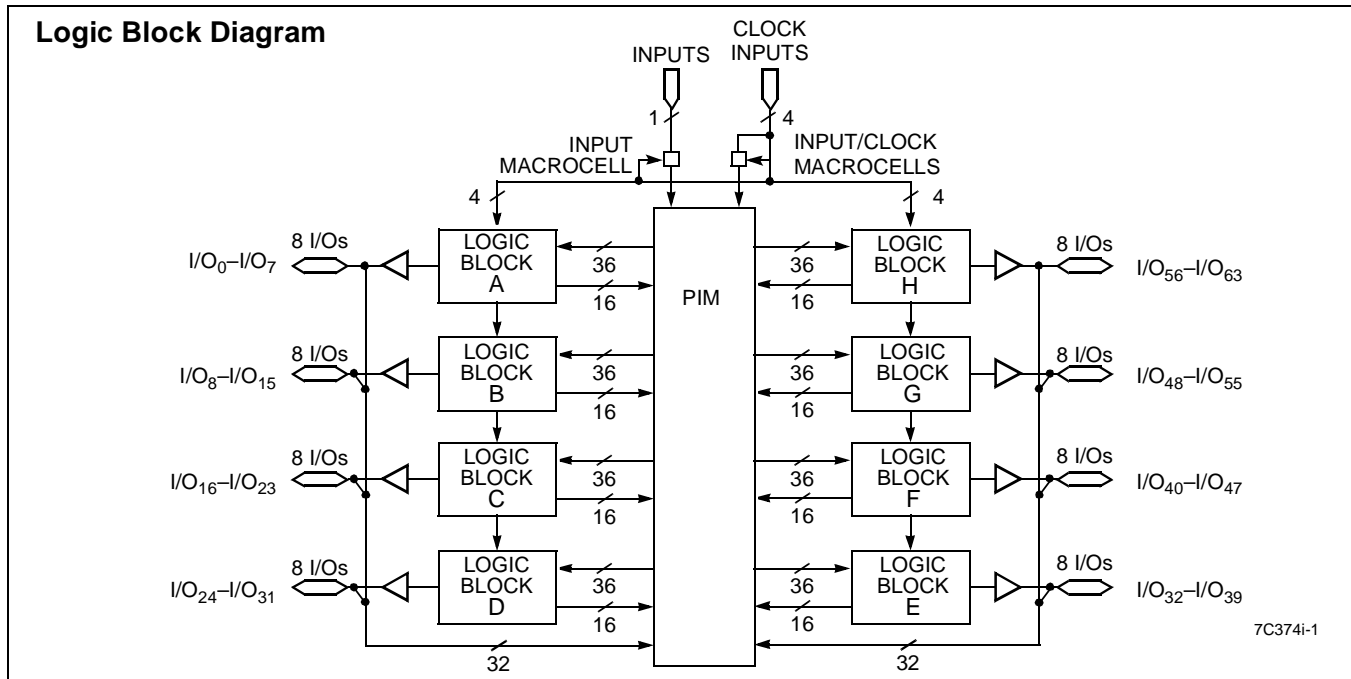 Logic Block Diagram
INPUTS
CLOCK
INPUTS
1
4
INPUT
MACROCELL
INPUT/CLOCK
MACROCELLS
4
4
8 I/Os
I/O0–I/O7
LOGIC
BLOCK
A
36
16
PIM
36
16
LOGIC
BLOCK
H
8 I/Os
I/O56–I/O63
8 I/Os
I/O8–I/O15
LOGIC
BLOCK
B
36
16
36
16
LOGIC
BLOCK
G
8 I/Os
I/O48–I/O55
8 I/Os
I/O16–I/O23
LOGIC
BLOCK
C
36
16
36
16
LOGIC
BLOCK
F
8 I/Os
I/O40–I/O47
8 I/Os
I/O24–I/O31
LOGIC
BLOCK
D
36
16
36
16
LOGIC
BLOCK
E
8 I/Os
I/O32–I/O39
32
32
7C374i-1